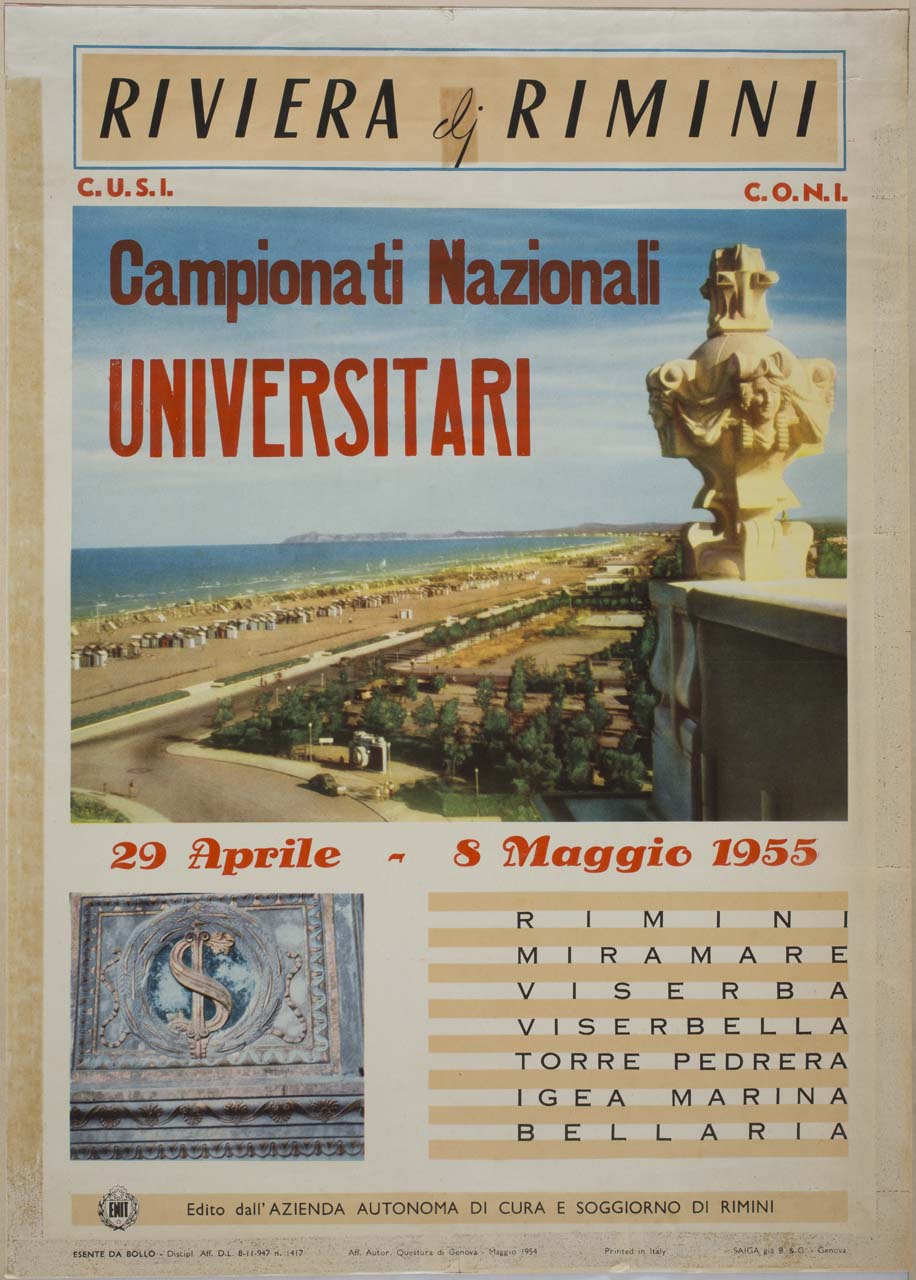 RIVIERA di RIMINI
C.U.S.I. C.O.N.I.
Campionati Nazionali
UNIVERSITARI
29 Aprile - 8 Maggio 1955
RIMINI
MIRAMARE
VISERBA
VISERBELLA
TORRE PEDRERA
IGEA MARINA
BELLARIA
ENIT
Edito dall'AZIENDA AUTONOMA DI CURA E SOGGIORNO DI RIMINI
ESENTE DA BOLLO - Discipl. Aff. D.L. 8-11-947 n. 1417 Aff. Autor. Questura di Genova - Maggio 1954 Printed in Italy SAIGA già B. & G. - Genova